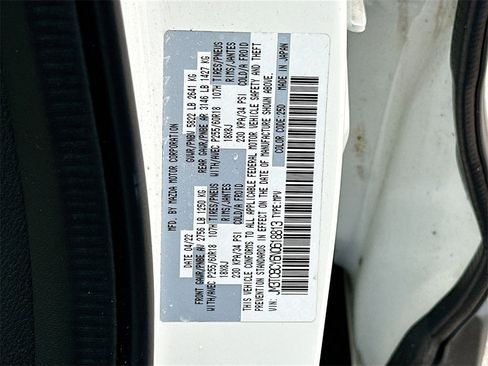 MFD. BY MAZDA MOTOR CORPORATION
DATE 04/22 GVWR/PNBV 5822 LB 2641 KG
FRONT GAWR/PNBE AV 2756 LB 1250 KG REAR GAWR/PNBE AR 3146 LB 1427 KG
WITH/AVEC P255/60R18 107H TIRES/PNEUS WITH/AVEC P255/60R18 107H TIRES/PNEUS
18X8J RIMS/JANTES 18X8J RIMS/JANTES
230 KPA/34 PSI COLD/A FROID 230 KPA/34 PSI COLD/A FROID
THIS VEHICLE CONFORMS TO ALL APPLICABLE FEDERAL MOTOR VEHICLE SAFETY AND THEFT
PREVENTION STANDARDS IN EFFECT ON THE DATE OF MANUFACTURE SHOWN ABOVE.
VIN: JM3TCBCY6N0618813 TYPE:MPV COLOR CODE:25D MADE IN JAPAN